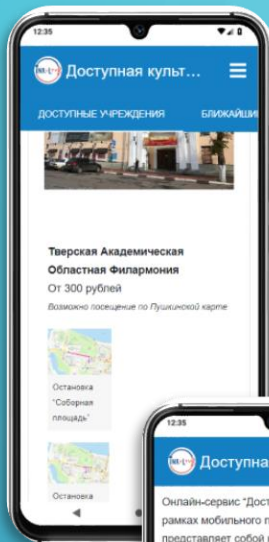 12:35
Доступная культ...
ДОСТУПНЫЕ УЧРЕЖДЕНИЯ БЛИЖАЙШИ
Тверская Академическая
Областная Филармония
От 300 рублей
Возможно посещение по Пушкинской карте
Остановка
"Соборная
площадь"
Остановка
12:35
Доступна
Онлайн-сервис "Дост
рамках мобильного п
представляет собой